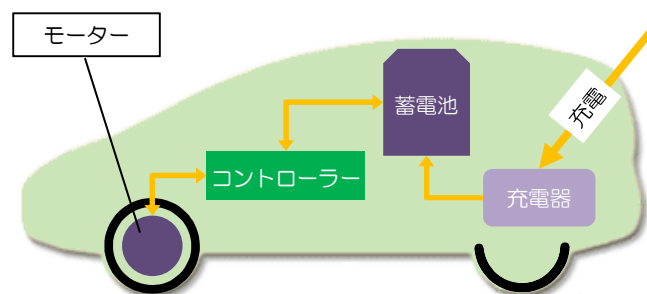 モーター
蓄電池
充電
コントローラー
充電器